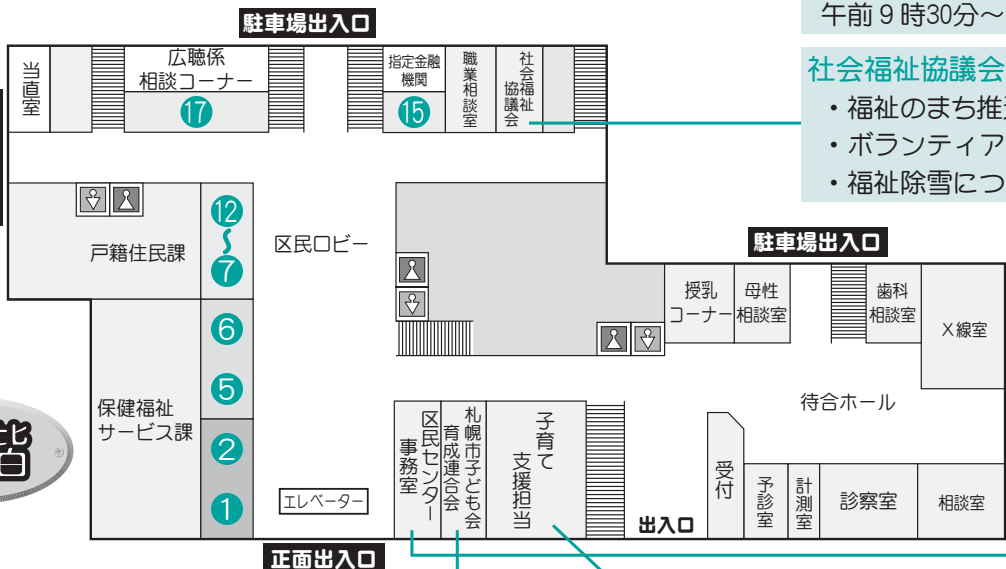 駐車場出入口
午前9時30分〜
当直室
広聴係
相談コーナー
17
指定金融
機関
15
職業相談室
社会福祉
協議会
社会福祉協議会
・福祉のまち推
・ボランティア
・福祉除雪につ
戸籍住民課
12
〜
7
区民ロビー
駐車場出入口
授乳
コーナー
母性
相談室
歯科
相談室
X線室
6
5
保健福祉
サービス課
2
1
階
待合ホール
エレベーター
区民センター
事務室
札幌市子ども会
育成連合会
子育て
支援担当
受付
予診室
計測室
診察室
相談室
出入口
正面出入口